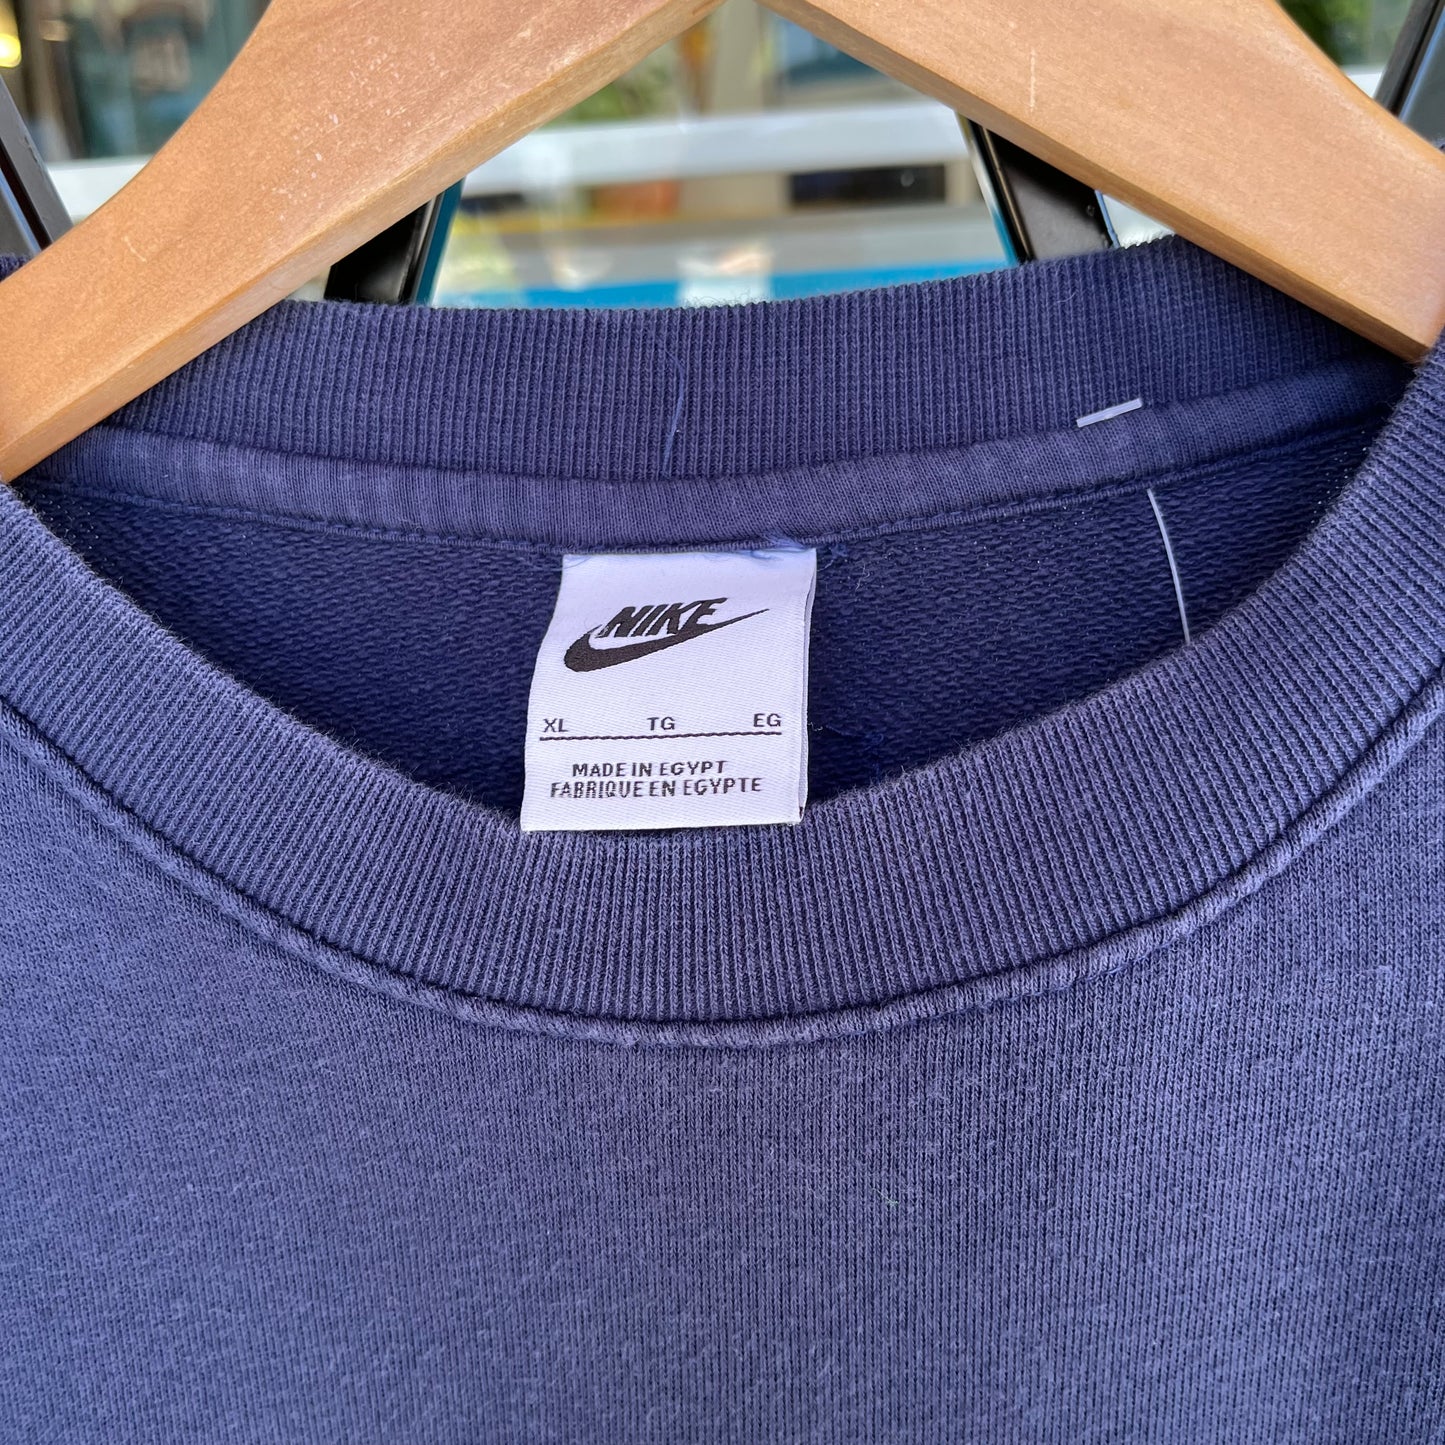 NIKE
XL TG EG
MADE IN EGYPT
FABRIQUE EN EGYPTE